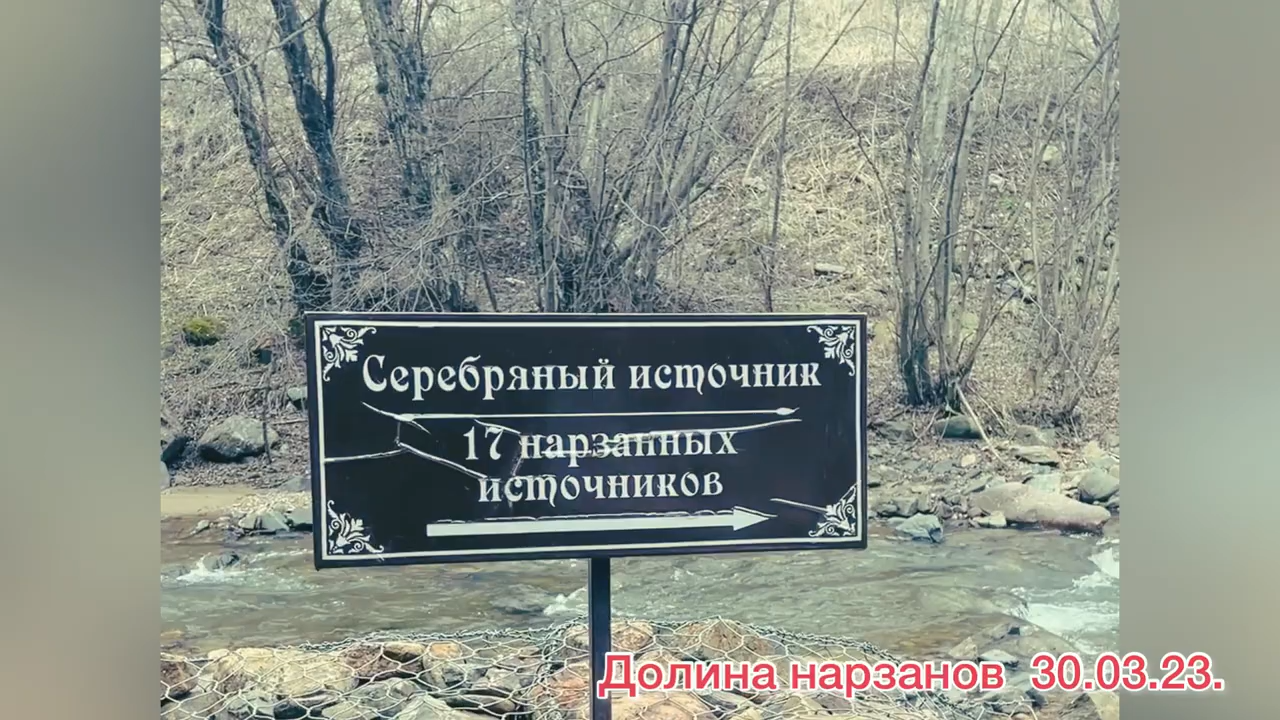 Серебряный источник
17 нарзанных
источников
Долина нарзанов 30.03.23.